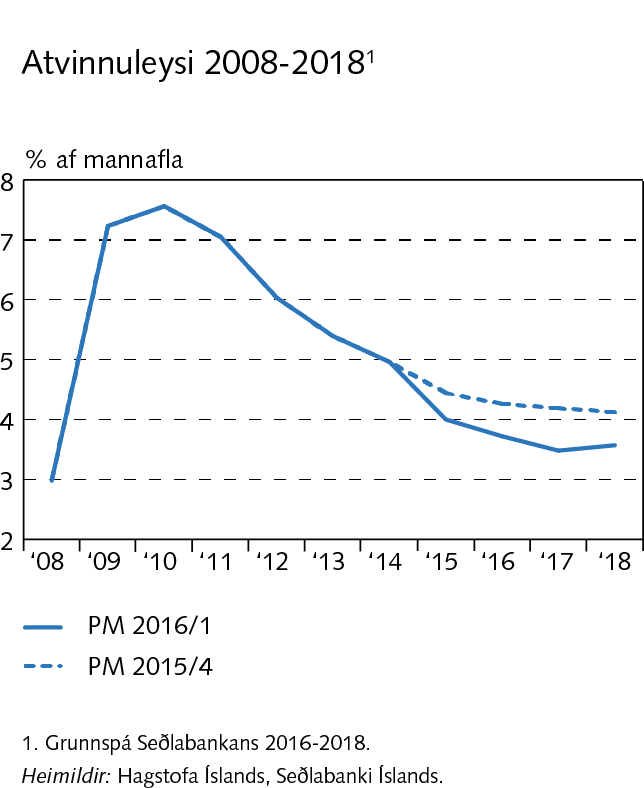 Atvinnuleysi 2008-2018¹
% af mannafla
8
7
6
5
4
3
2
‘08 ‘09 ‘10 ‘11 ‘12 ‘13 ‘14 ‘15 ‘16 ‘17 ‘18
PM 2016/1
PM 2015/4
1. Grunnspá Seðlabankans 2016-2018.
Heimildir: Hagstofa Íslands, Seðlabanki Íslands.